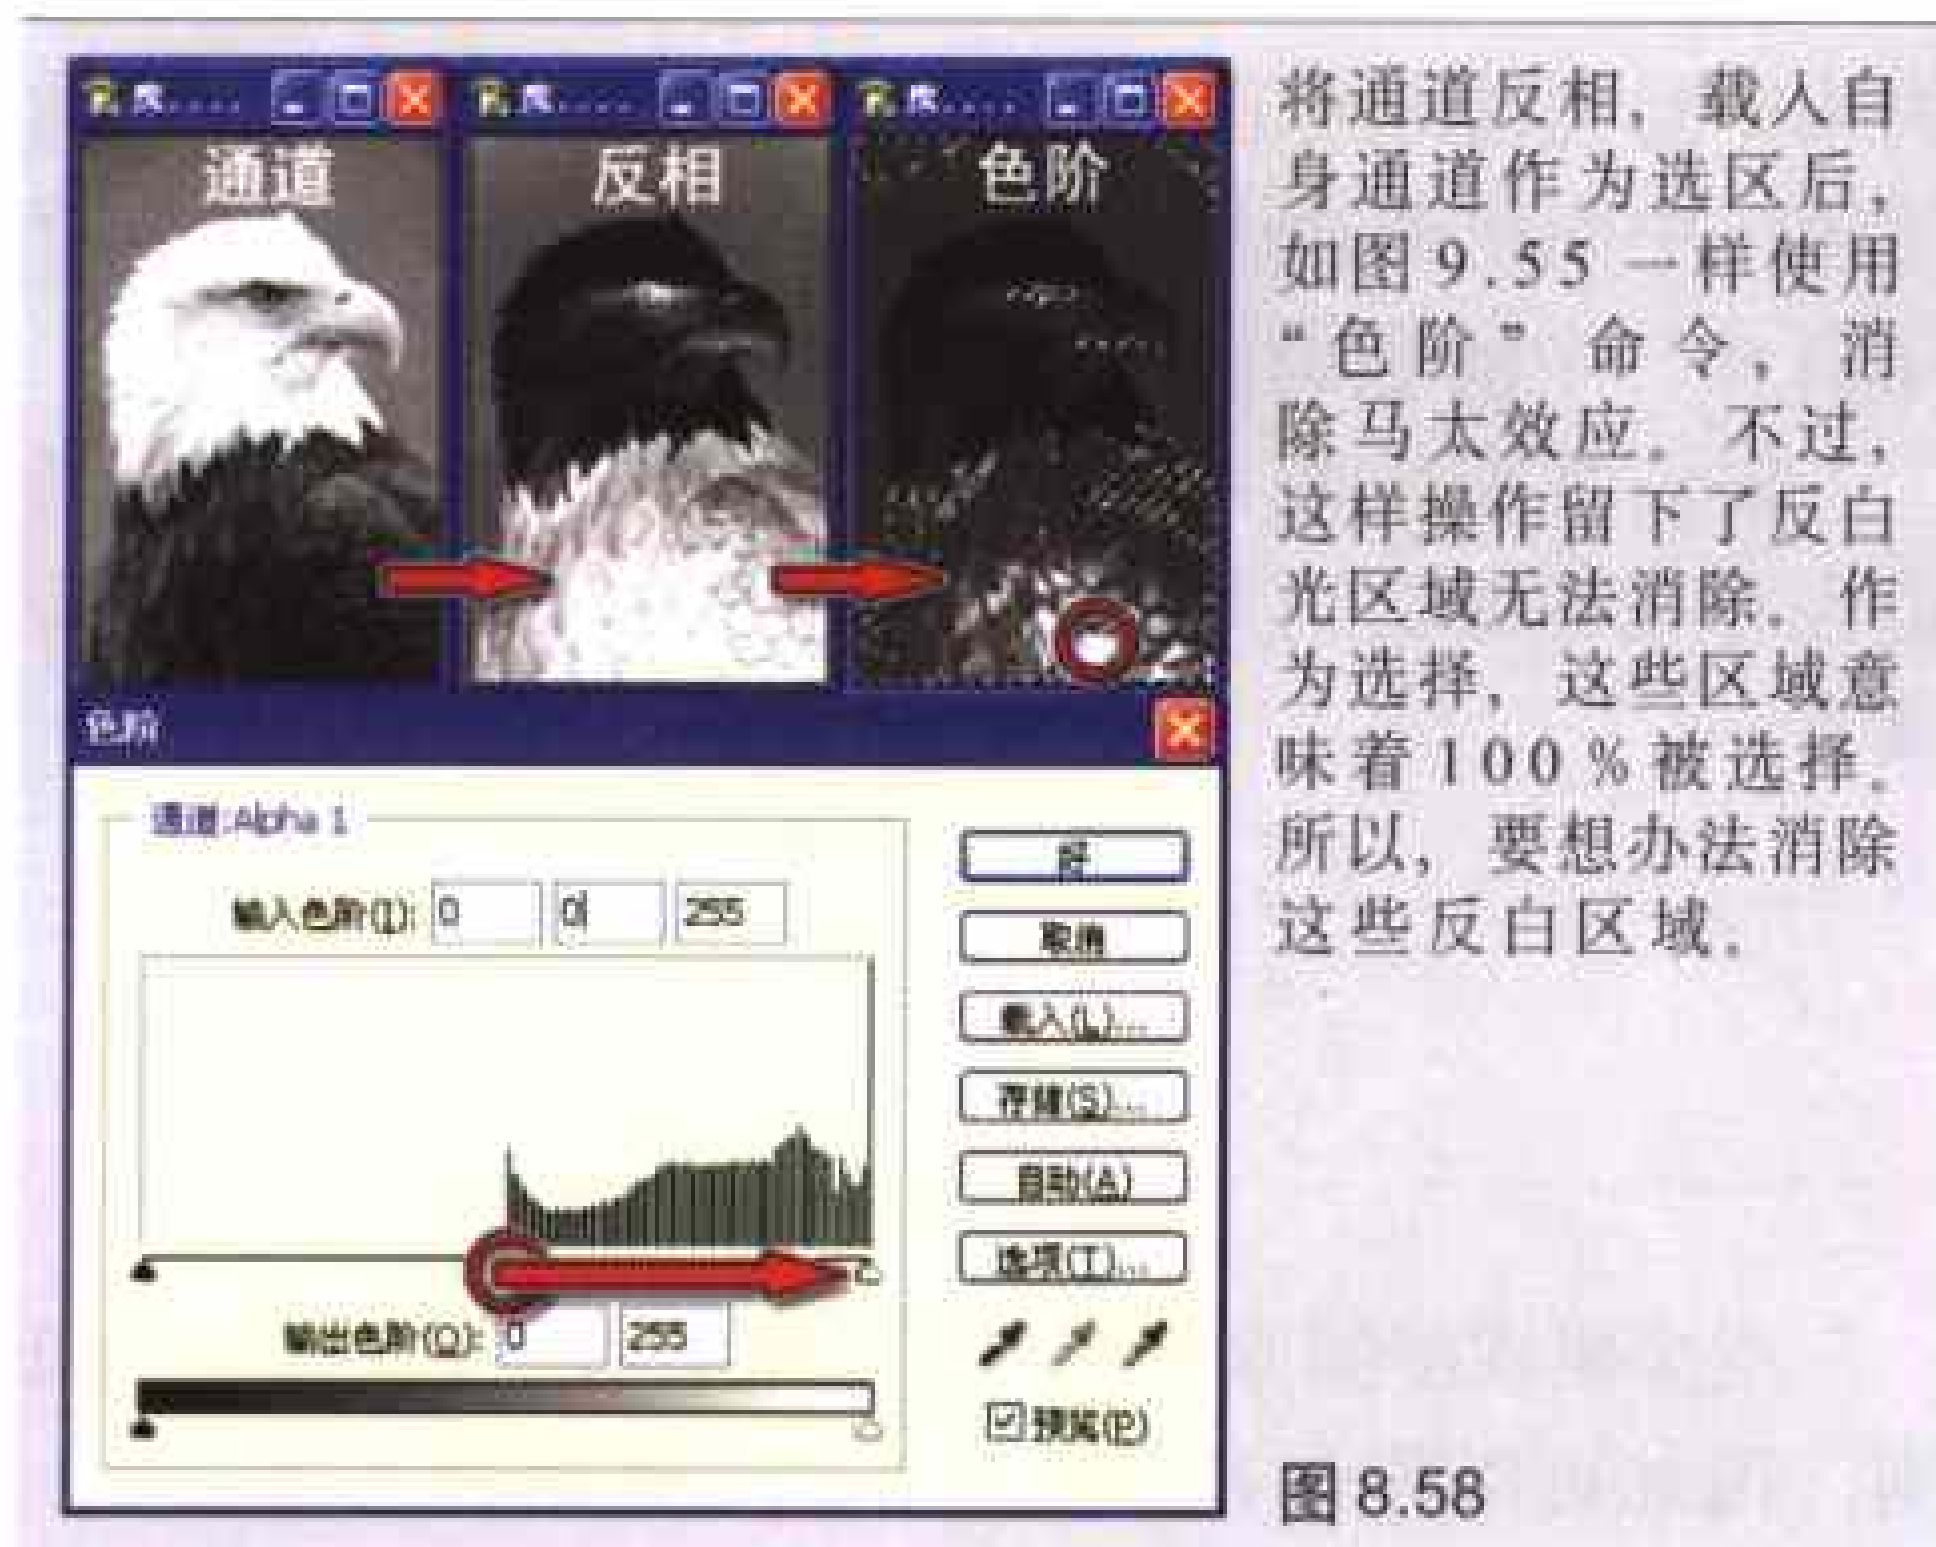 通道
反相
色阶
色阶
通道:Alpha 1
输入色阶(I): 0 0 255
输出色阶(O): 0 255
好
取消
载入(L)...
存储(S)...
自动(A)
选项(T)...
预览(P)
将通道反相，载入自
身通道作为选区后，
如图9.55一样使用
“色阶”命令，消
除马太效应。不过，
这样操作留下了反白
光区域无法消除。作
为选择，这些区域意
味着100%被选择。
所以，要想办法消除
这些反白区域。
图8.58